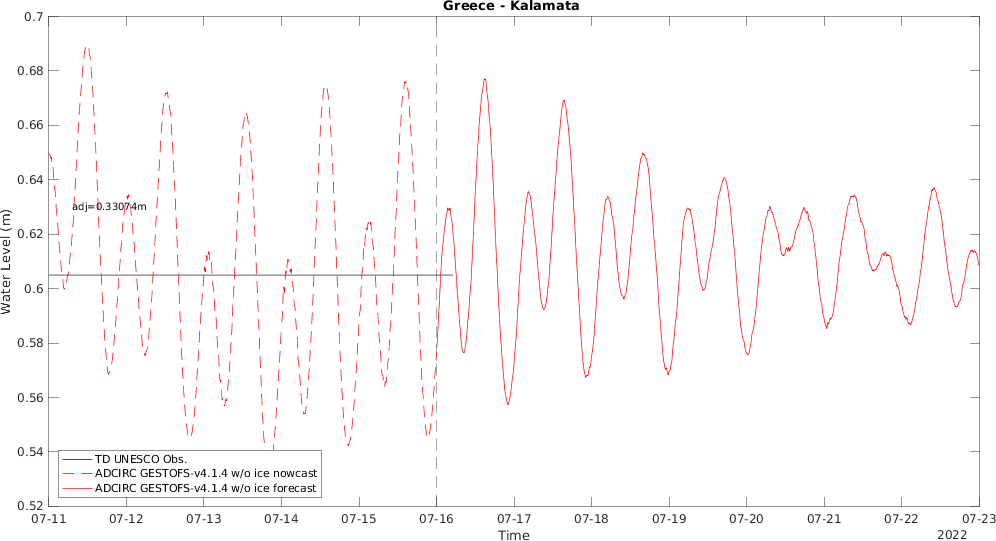 Greece - Kalamata
0.7
0.68
0.66
0.64
0.62
0.6
0.58
0.56
0.54
0.52
Water Level (m)
adj=0.33074m
TD UNESCO Obs.
ADCIRC GESTOFS-v4.1.4 w/o ice nowcast
ADCIRC GESTOFS-v4.1.4 w/o ice forecast
07-11 07-12 07-13 07-14 07-15 07-16 07-17 07-18 07-19 07-20 07-21 07-22 07-23
Time
2022